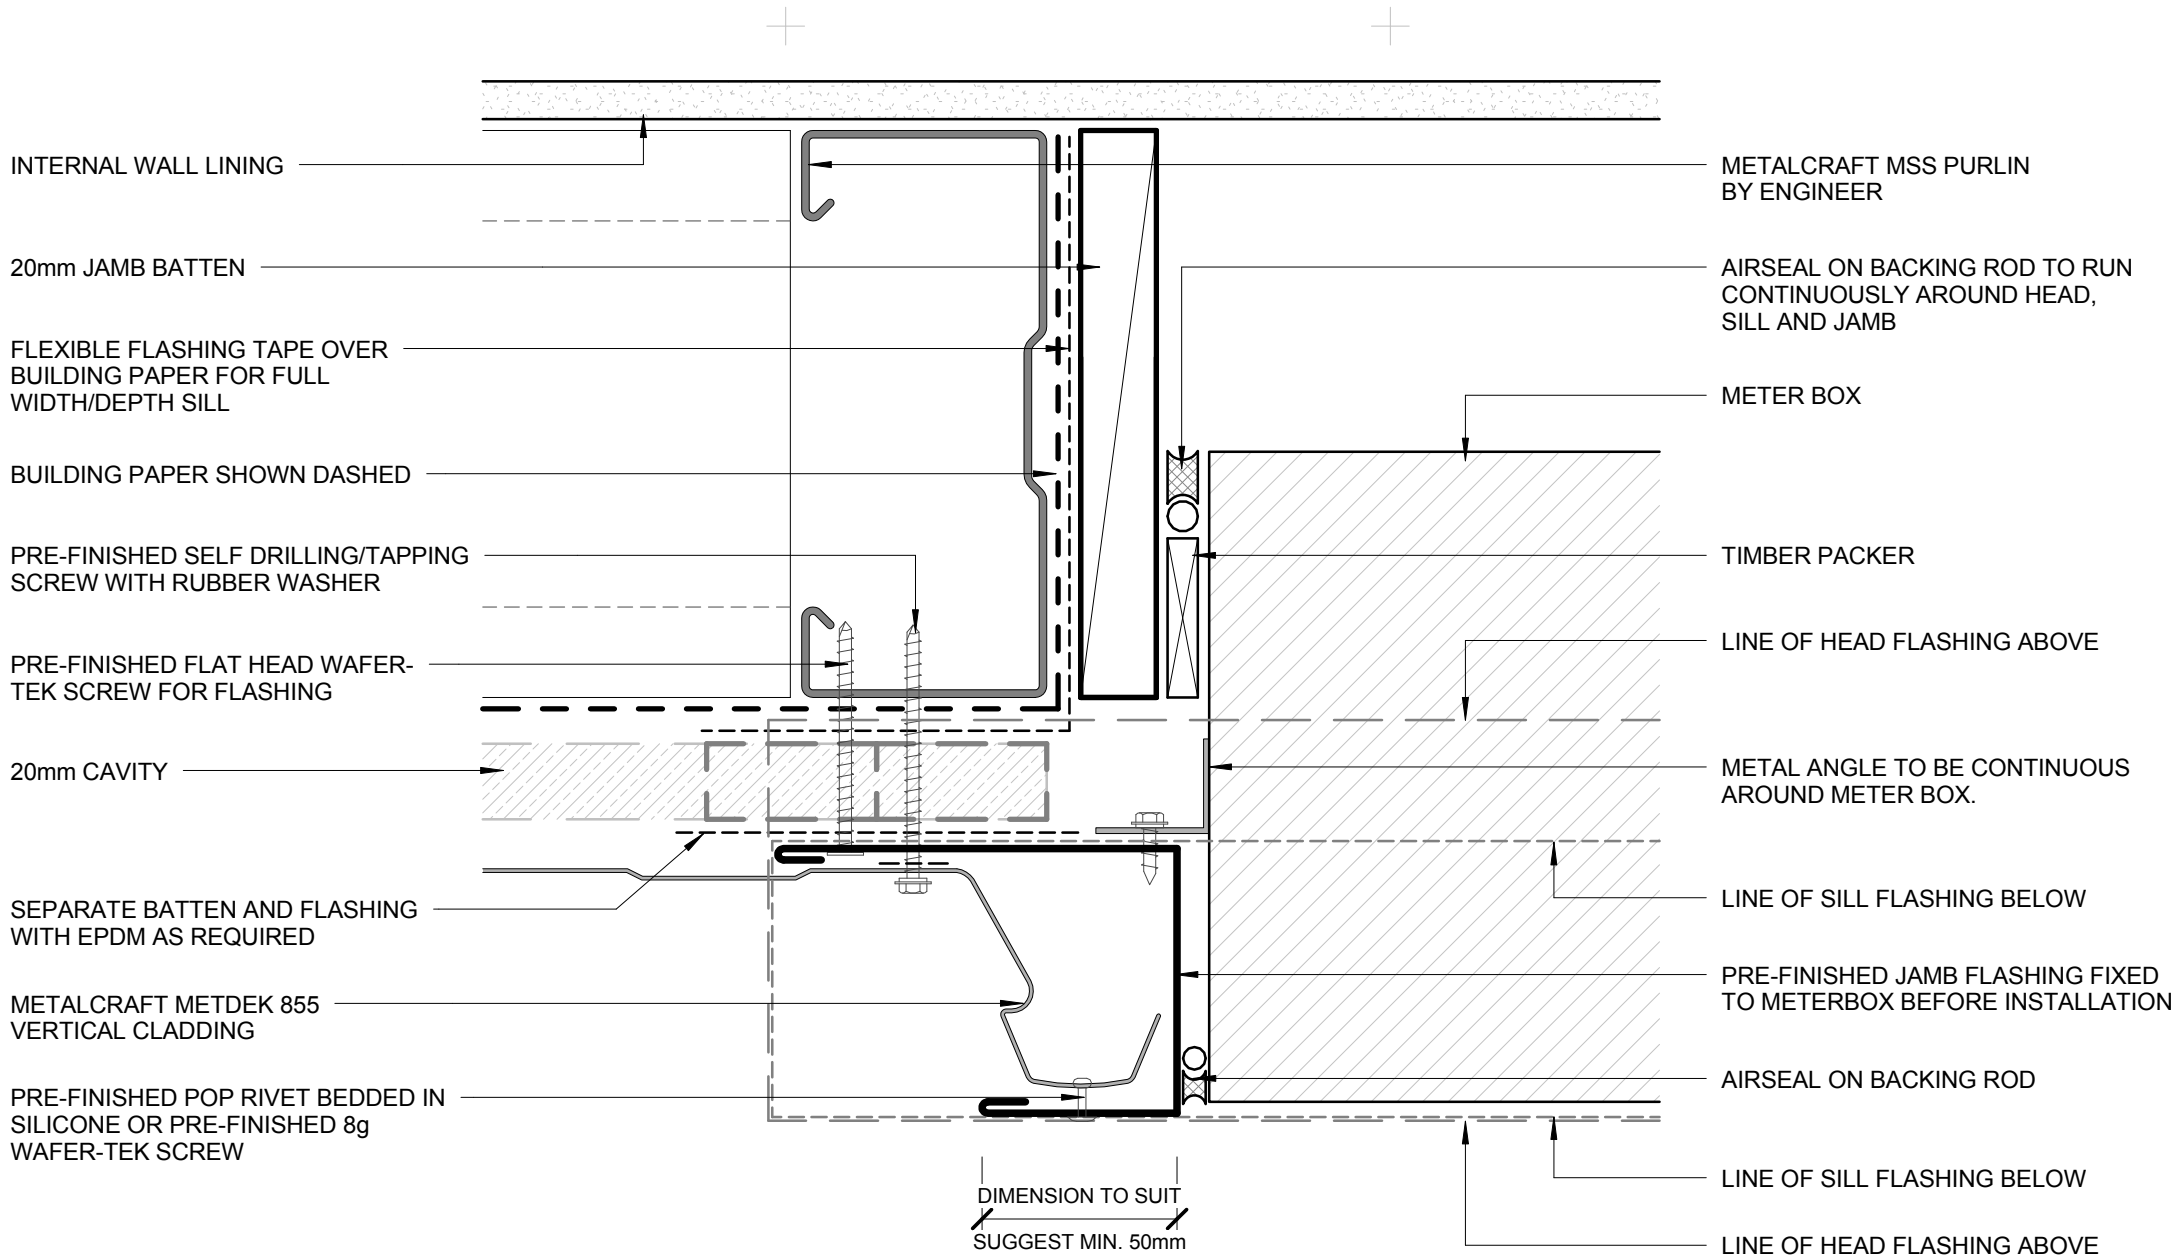 INTERNAL WALL LINING
20mm JAMB BATTEN
FLEXIBLE FLASHING TAPE OVER
BUILDING PAPER FOR FULL
WIDTH/DEPTH SILL
BUILDING PAPER SHOWN DASHED
PRE-FINISHED SELF DRILLING/TAPPING
SCREW WITH RUBBER WASHER
PRE-FINISHED FLAT HEAD WAFER-
TEK SCREW FOR FLASHING
20mm CAVITY
SEPARATE BATTEN AND FLASHING
WITH EPDM AS REQUIRED
METALCRAFT METDEK 855
VERTICAL CLADDING
PRE-FINISHED POP RIVET BEDDED IN
SILICONE OR PRE-FINISHED 8g
WAFER-TEK SCREW
DIMENSION TO SUIT
SUGGEST MIN. 50mm
METALCRAFT MSS PURLIN
BY ENGINEER
AIRSEAL ON BACKING ROD TO RUN
CONTINUOUSLY AROUND HEAD,
SILL AND JAMB
METER BOX
TIMBER PACKER
LINE OF HEAD FLASHING ABOVE
METAL ANGLE TO BE CONTINUOUS
AROUND METER BOX.
LINE OF SILL FLASHING BELOW
PRE-FINISHED JAMB FLASHING FIXED
TO METERBOX BEFORE INSTALLATION
AIRSEAL ON BACKING ROD
LINE OF SILL FLASHING BELOW
LINE OF HEAD FLASHING ABOVE